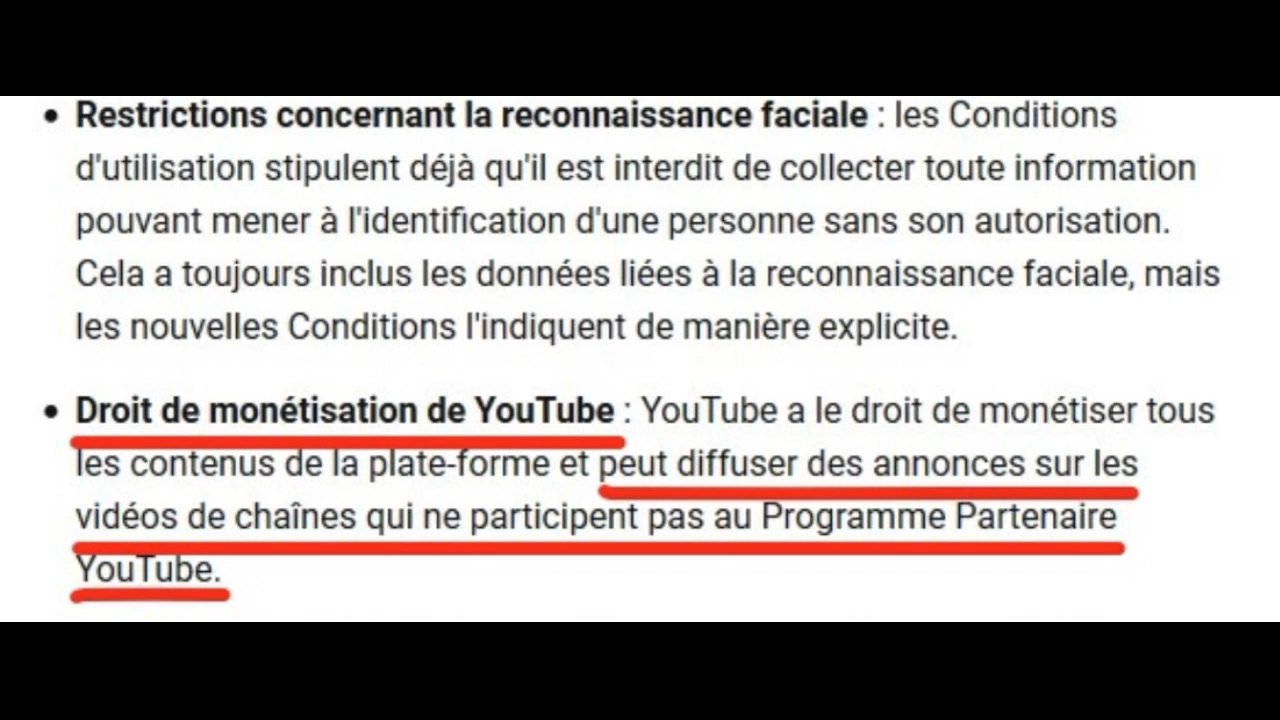 • Restrictions concernant la reconnaissance faciale : les Conditions
d'utilisation stipulent déjà qu'il est interdit de collecter toute information
pouvant mener à l'identification d'une personne sans son autorisation.
Cela a toujours inclus les données liées à la reconnaissance faciale, mais
les nouvelles Conditions l'indiquent de manière explicite.
• Droit de monétisation de YouTube : YouTube a le droit de monétiser tous
les contenus de la plate-forme et peut diffuser des annonces sur les
vidéos de chaînes qui ne participent pas au Programme Partenaire
YouTube.